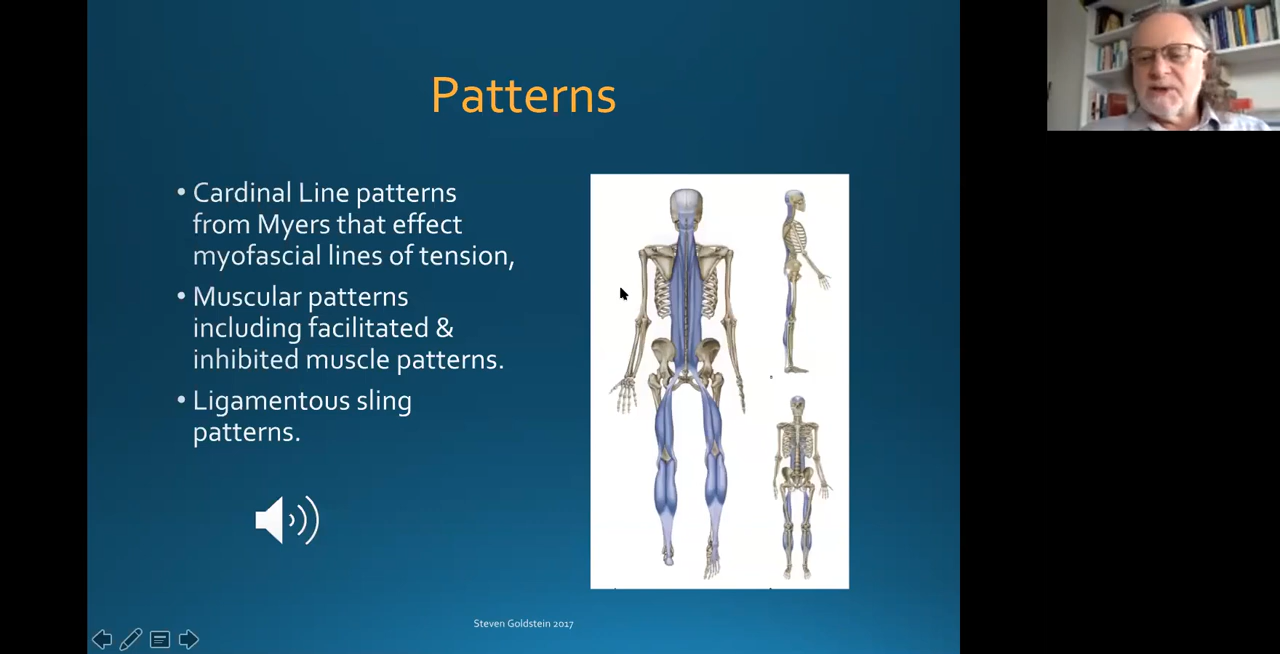 Patterns
• Cardinal Line patterns
from Myers that effect
myofascial lines of tension,
• Muscular patterns
including facilitated &
inhibited muscle patterns.
• Ligamentous sling
patterns.
Steven Goldstein 2017